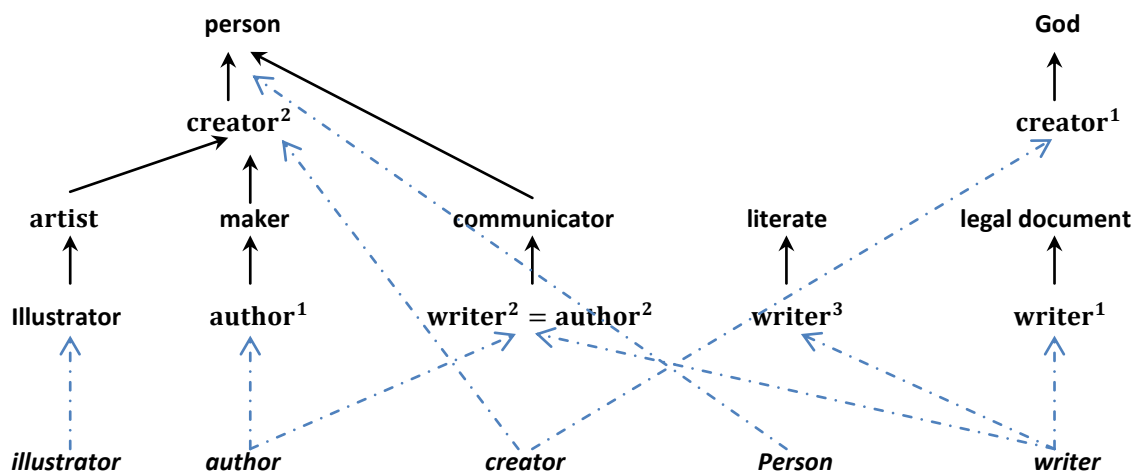 person God
creator² creator¹
artist maker communicator literate legal document
Illustrator author¹ writer² = author² writer³ writer¹
illustrator author creator Person writer